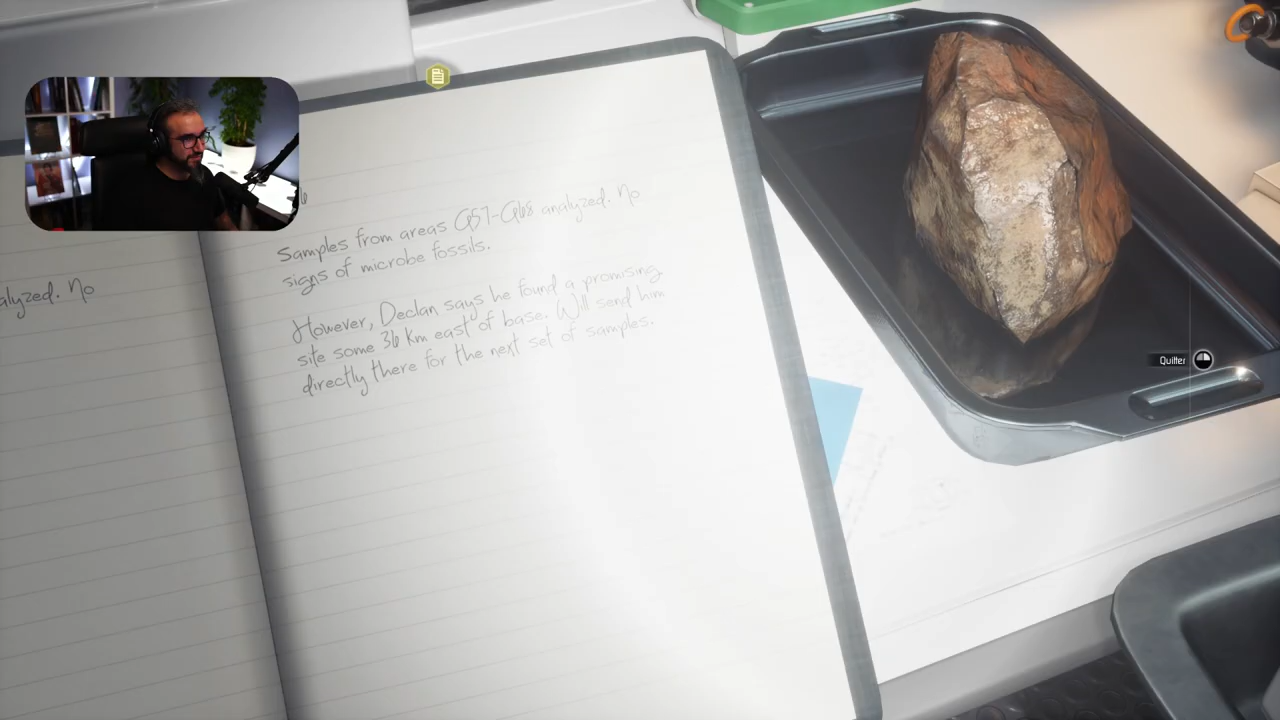 alyzed. No
Samples from areas G57-G68 analyzed. No
signs of microbe fossils.
However, Declan says he found a promising
site some 36 km east of base. Will send him
directly there for the next set of samples.
Quitter